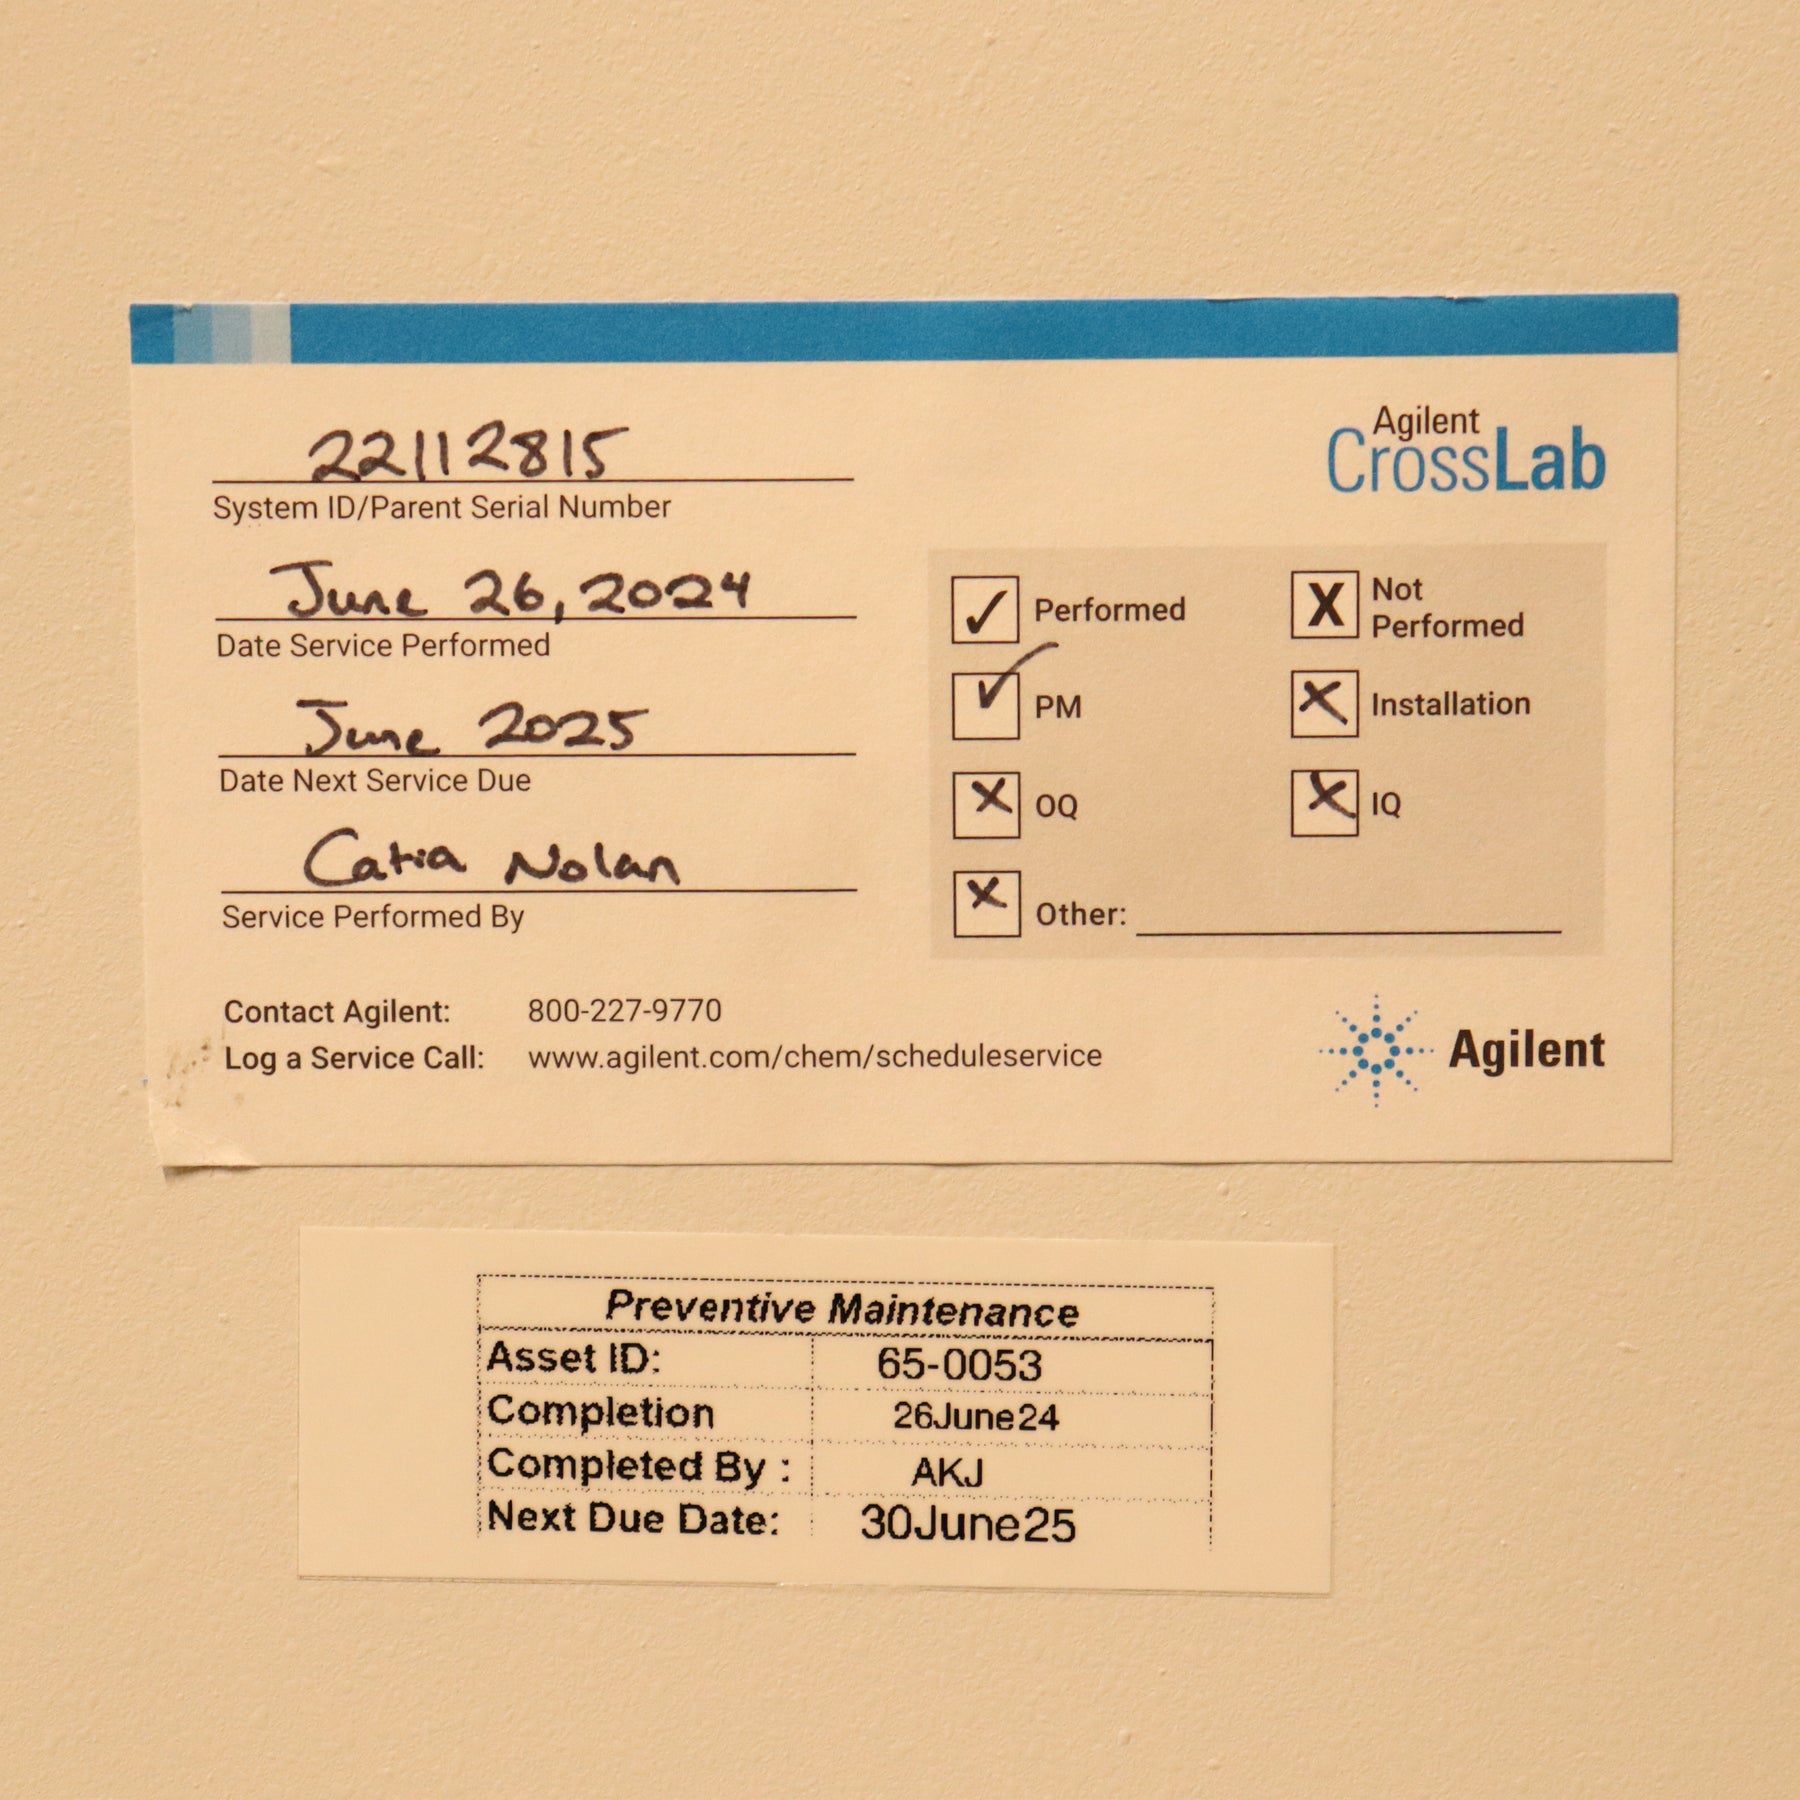 22112815
System ID/Parent Serial Number
June 26, 2024
Date Service Performed
June 2025
Date Next Service Due
Catia Nolan
Service Performed By
Contact Agilent: 800-227-9770
Log a Service Call: www.agilent.com/chem/scheduleservice
Agilent
CrossLab
✓ Performed
X Not
Performed
✓ PM
X Installation
X OQ
X IQ
X Other:
Agilent
Preventive Maintenance
Asset ID: 65-0053
Completion 26June24
Completed By : AKJ
Next Due Date: 30June25